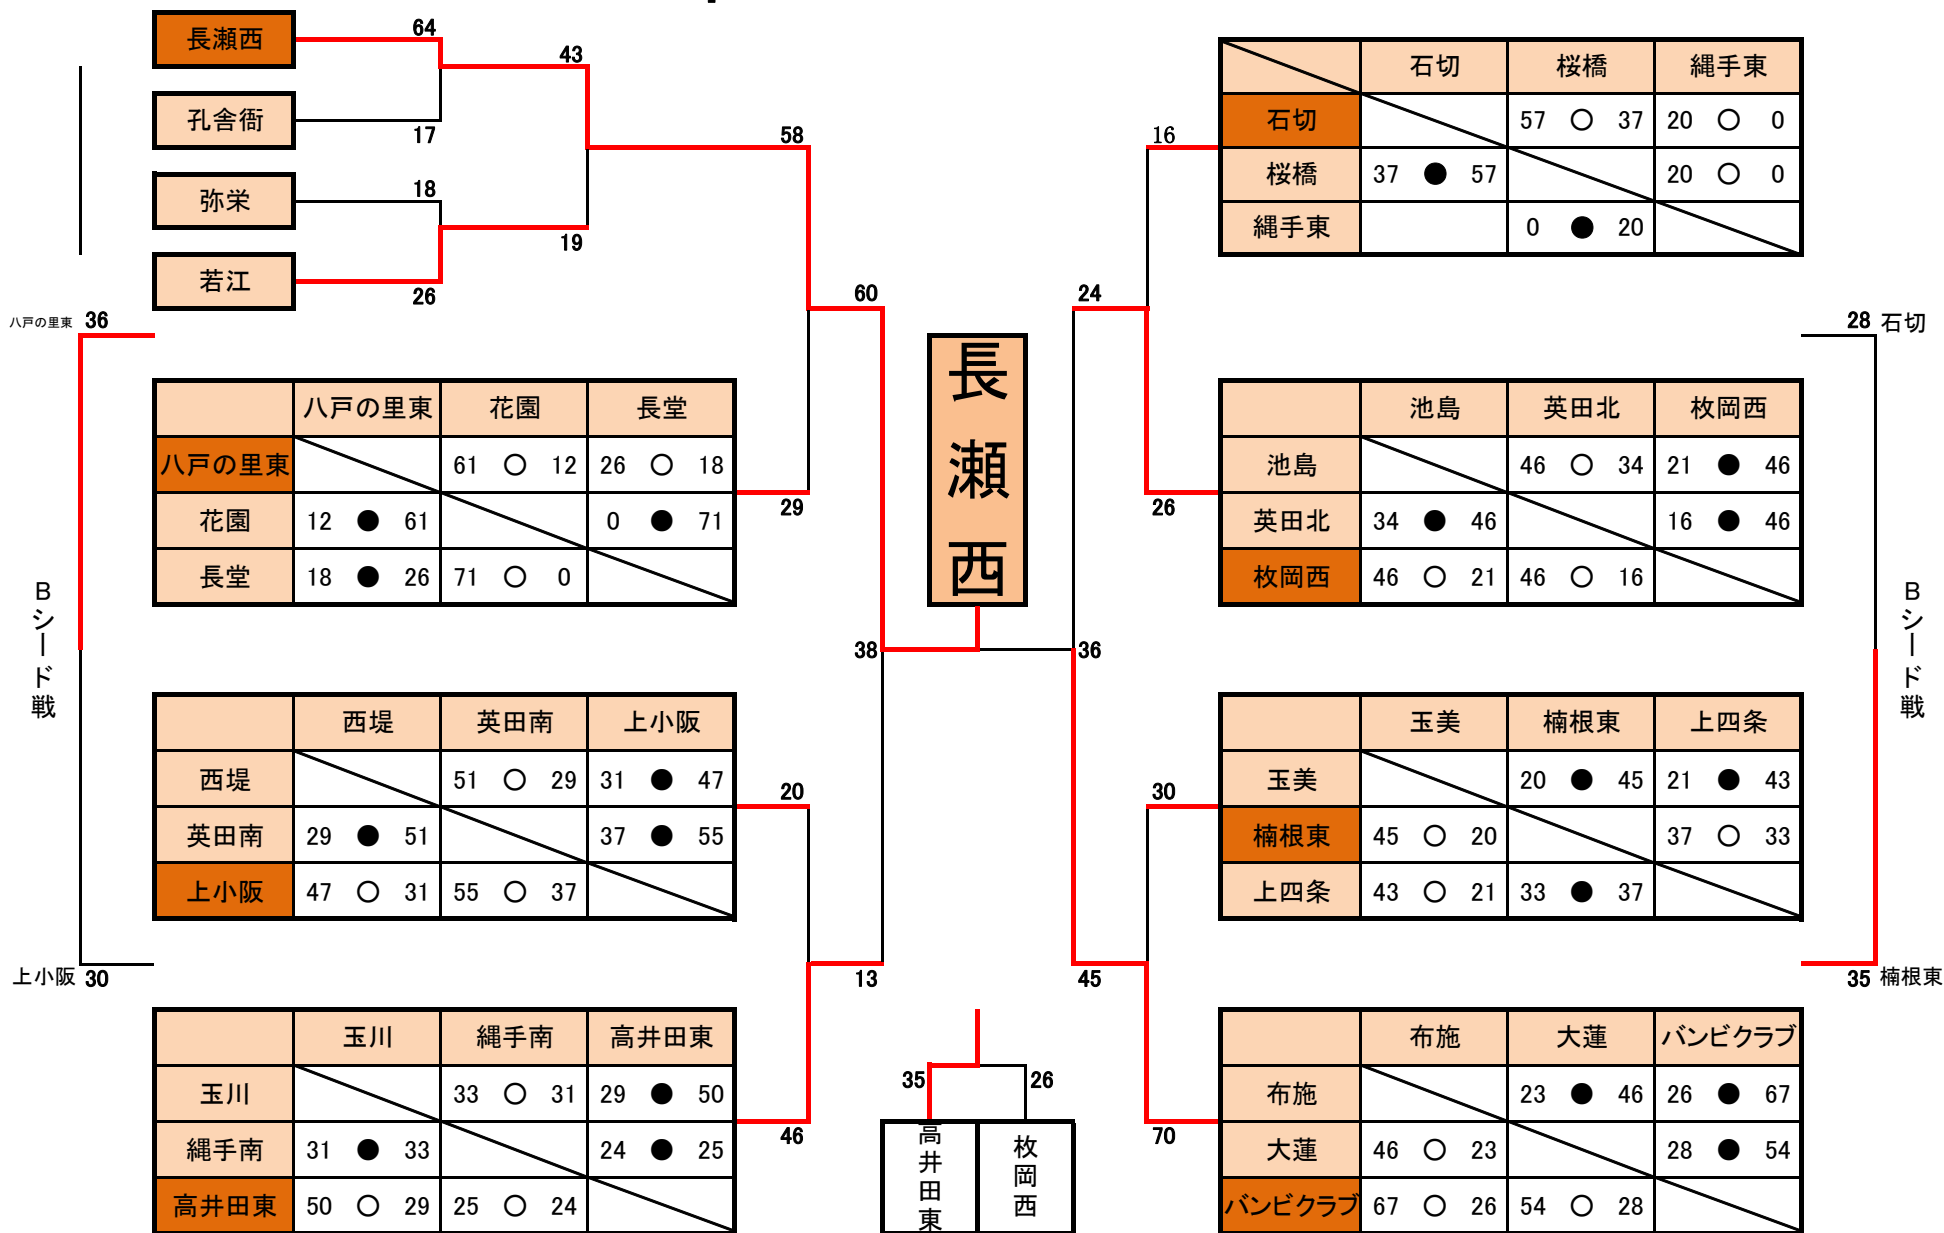 長瀬西
64
43
孔舎衙
17
58
弥栄
18
19
若江
26
60
八戸の里東 36
八戸の里東 花園 長堂
八戸の里東 61 ○ 12 26 ○ 18
花園 12 ● 61 0 ● 71
長堂 18 ● 26 71 ○ 0
29
Bシード戦
西堤 英田南 上小阪
西堤 51 ○ 29 31 ● 47
英田南 29 ● 51 37 ● 55
上小阪 47 ○ 31 55 ○ 37
20
上小阪 30
13
玉川 縄手南 高井田東
玉川 33 ○ 31 29 ● 50
縄手南 31 ● 33 24 ● 25
高井田東 50 ○ 29 25 ○ 24
46
長瀬西
38
36
35
26
高井田東
枚岡西
石切 桜橋 縄手東
石切 57 ○ 37 20 ○ 0
桜橋 37 ● 57 20 ○ 0
縄手東 0 ● 20
16
24
28 石切
池島 英田北 枚岡西
池島 46 ○ 34 21 ● 46
英田北 34 ● 46 16 ● 46
枚岡西 46 ○ 21 46 ○ 16
26
Bシード戦
玉美 楠根東 上四条
玉美 20 ● 45 21 ● 43
楠根東 45 ○ 20 37 ○ 33
上四条 43 ○ 21 33 ● 37
30
45
35 楠根東
布施 大蓮 バンビクラブ
布施 23 ● 46 26 ● 67
大蓮 46 ○ 23 28 ● 54
バンビクラブ 67 ○ 26 54 ○ 28
70